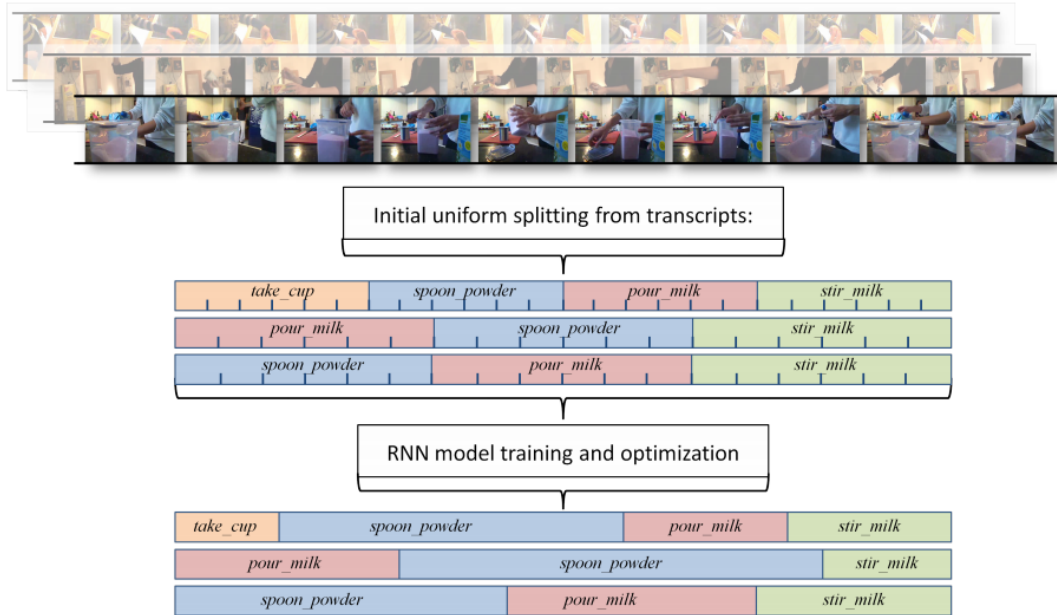 Initial uniform splitting from transcripts:
take_cup spoon_powder pour_milk stir_milk
pour_milk spoon_powder stir_milk
spoon_powder pour_milk stir_milk
RNN model training and optimization
take_cup spoon_powder pour_milk stir_milk
pour_milk spoon_powder stir_milk
spoon_powder pour_milk stir_milk